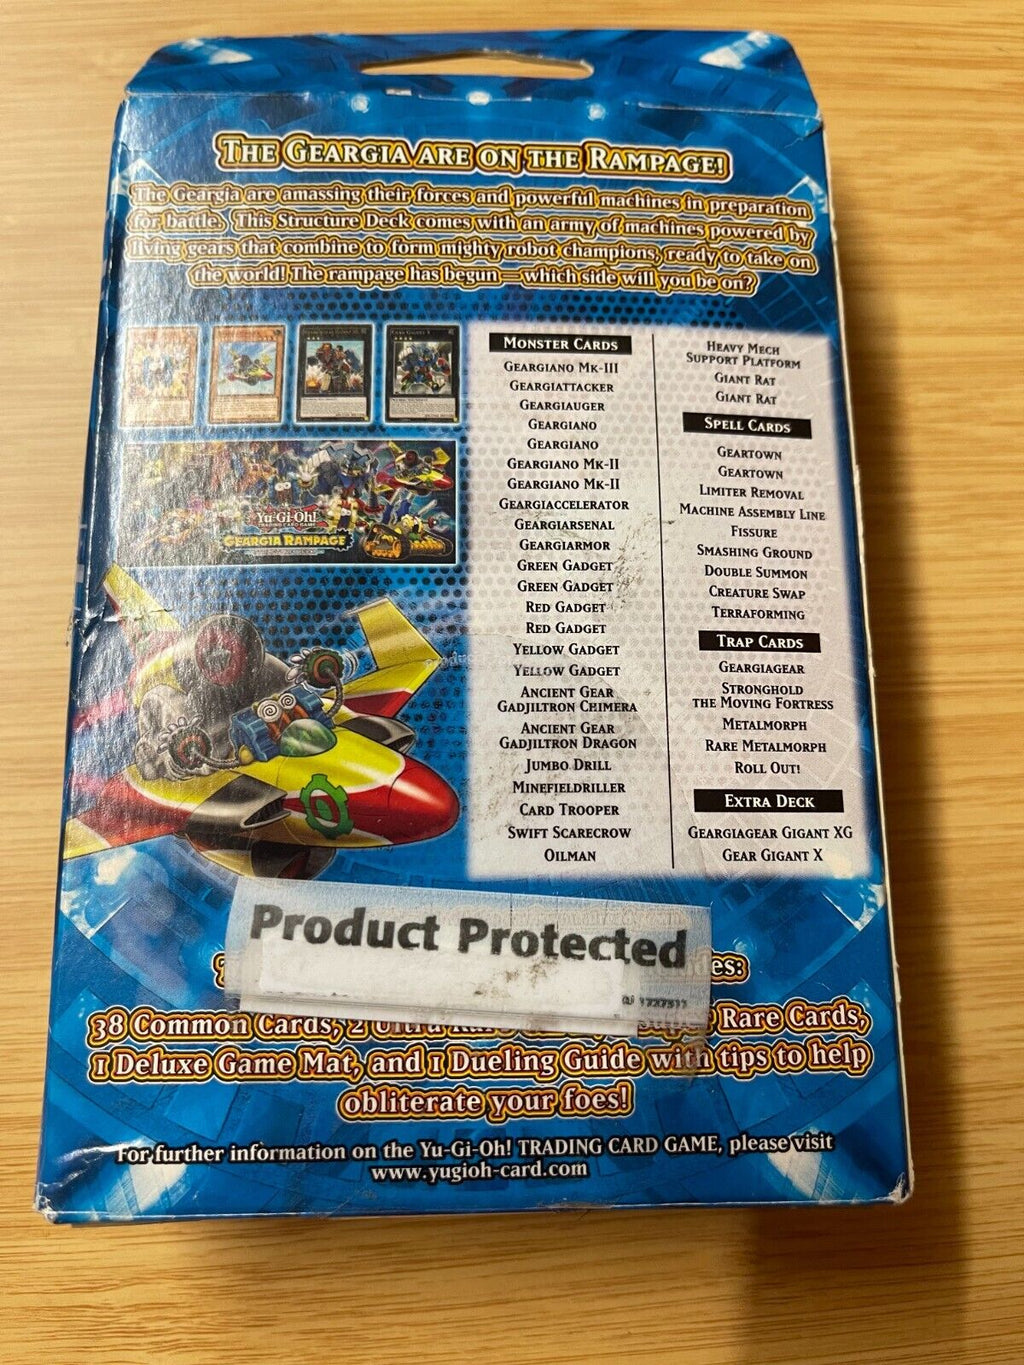 THE GEARGIA ARE ON THE RAMPAGE!
The Geargia are amassing their forces and powerful machines in preparation
for battle. This Structure Deck comes with an army of machines powered by
living gears that combine to form mighty robot champions, ready to take on
the world! The rampage has begun—which side will you be on?
MONSTER CARDS
GEARGIANO MK-III
GEARGIATTACKER
GEARGIAUGER
GEARGIANO
GEARGIANO
GEARGIANO MK-II
GEARGIANO MK-II
GEARGIACCELERATOR
GEARGIARSENAL
GEARGIARMOR
GREEN GADGET
GREEN GADGET
RED GADGET
RED GADGET
YELLOW GADGET
YELLOW GADGET
ANCIENT GEAR
GADJILTRON CHIMERA
ANCIENT GEAR
GADJILTRON DRAGON
JUMBO DRILL
MINEFIELDRILLER
CARD TROOPER
SWIFT SCARECROW
OILMAN
HEAVY MECH
SUPPORT PLATFORM
GIANT RAT
GIANT RAT
SPELL CARDS
GEARTOWN
GEARTOWN
LIMITER REMOVAL
MACHINE ASSEMBLY LINE
FISSURE
SMASHING GROUND
DOUBLE SUMMON
CREATURE SWAP
TERRAFORMING
TRAP CARDS
GEARGIAGEAR
STRONGHOLD
THE MOVING FORTRESS
METALMORPH
RARE METALMORPH
ROLL OUT!
EXTRA DECK
GEARGIAGEAR GIGANT XG
GEAR GIGANT X
Yu-Gi-Oh!
TRADING CARD GAME
GEARGIA RAMPAGE
Product Protected
38 Common Cards, 2 Ultra Rare Cards,
1 Deluxe Game Mat, and 1 Dueling Guide with tips to help
obliterate your foes!
For further information on the Yu-Gi-Oh! TRADING CARD GAME, please visit
www.yugioh-card.com